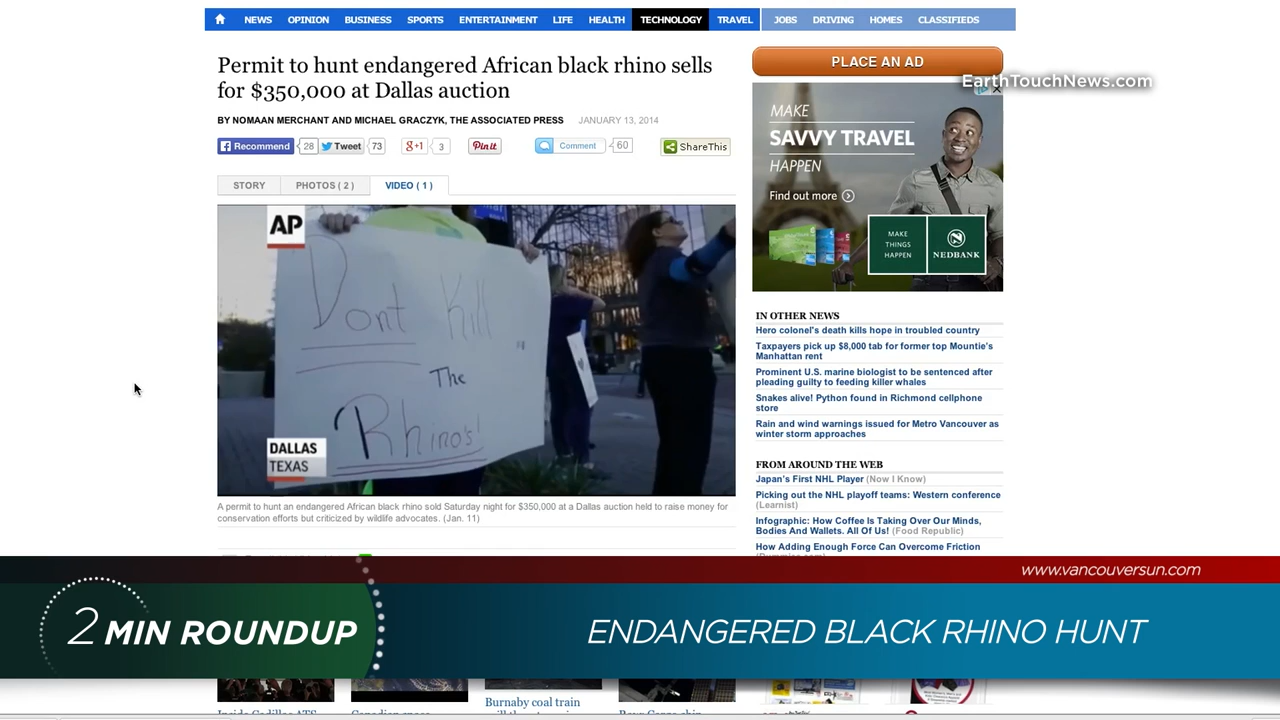 NEWS OPINION BUSINESS SPORTS ENTERTAINMENT LIFE HEALTH TECHNOLOGY TRAVEL JOBS DRIVING HOMES CLASSIFIEDS
Permit to hunt endangered African black rhino sells
for $350,000 at Dallas auction
BY NOMAAN MERCHANT AND MICHAEL GRACZYK, THE ASSOCIATED PRESS JANUARY 13, 2014
Recommend 28 Tweet 73 +1 3 Pin it Comment 60 ShareThis
STORY PHOTOS ( 2 ) VIDEO ( 1 )
AP
Dont Kill
The
Rhino's!
DALLAS
TEXAS
A permit to hunt an endangered African black rhino sold Saturday night for $350,000 at a Dallas auction held to raise money for
conservation efforts but criticized by wildlife advocates. (Jan. 11)
PLACE AN AD
EarthTouchNews.com
MAKE
SAVVY TRAVEL
HAPPEN
Find out more
MAKE
THINGS
HAPPEN
NEDBANK
IN OTHER NEWS
Hero colonel's death kills hope in troubled country
Taxpayers pick up $8,000 tab for former top Mountie's
Manhattan rent
Prominent U.S. marine biologist to be sentenced after
pleading guilty to feeding killer whales
Snakes alive! Python found in Richmond cellphone
store
Rain and wind warnings issued for Metro Vancouver as
winter storm approaches
FROM AROUND THE WEB
Japan's First NHL Player (Now I Know)
Picking out the NHL playoff teams: Western conference
(Learnist)
Infographic: How Coffee Is Taking Over Our Minds,
Bodies And Wallets. All Of Us! (Food Republic)
How Adding Enough Force Can Overcome Friction
www.vancouversun.com
2 MIN ROUNDUP
ENDANGERED BLACK RHINO HUNT
Burnaby coal train